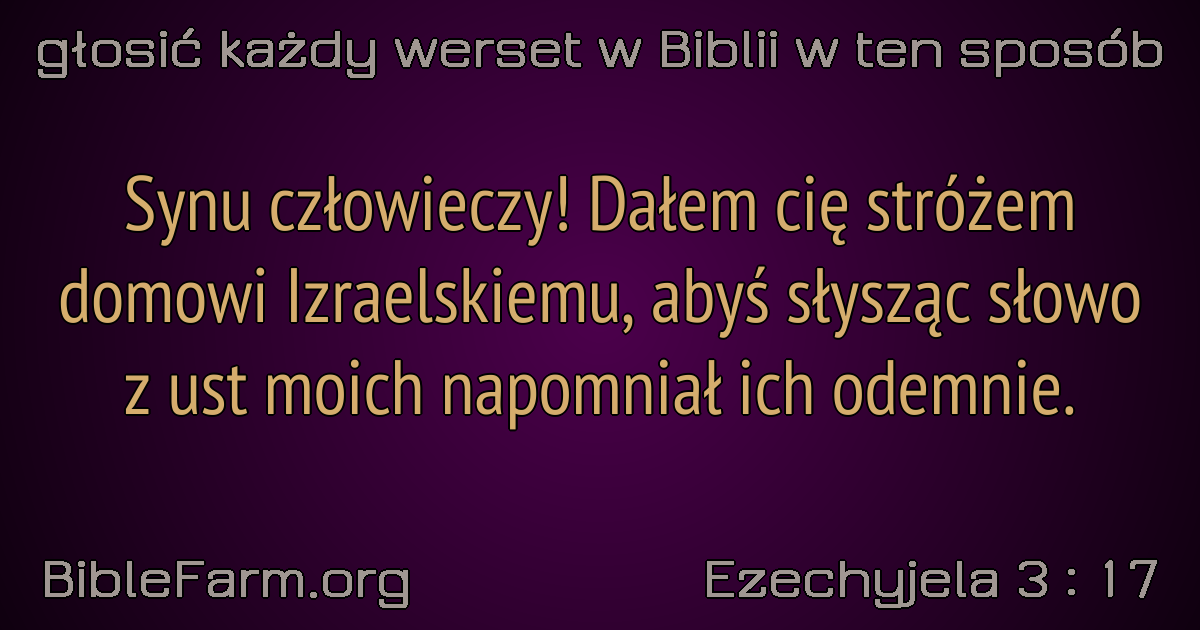 głosić każdy werset w Biblii w ten sposób
Synu człowieczy! Dałem cię stróżem
domowi Izraelskiemu, abyś słysząc słowo
z ust moich napomniał ich odemnie.
BibleFarm.org
Ezechyjela 3 : 17